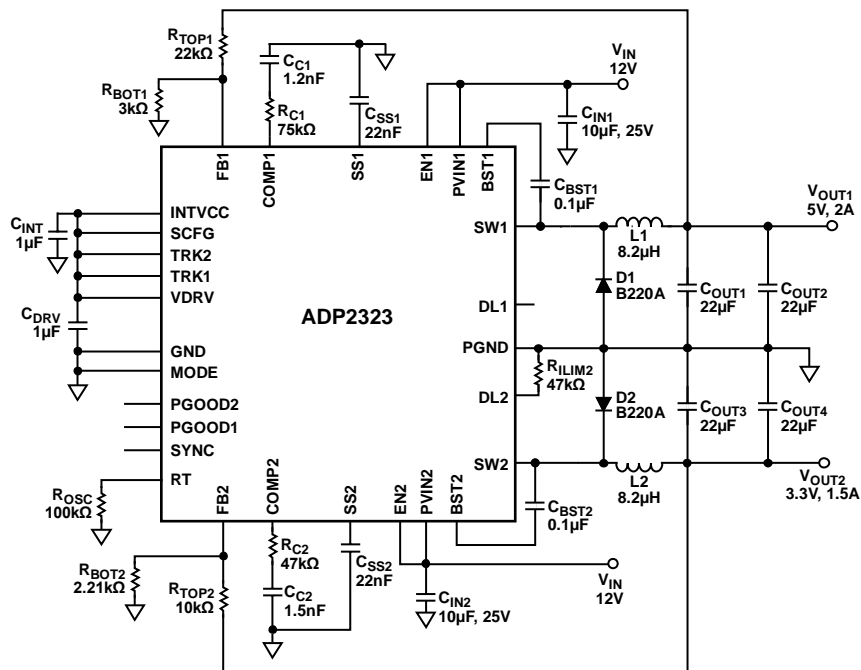 RTOP1
22kΩ
CC1
1.2nF
VIN
12V
RBOT1
3kΩ
RC1
75kΩ
CSS1
22nF
CIN1
10µF, 25V
FB1
COMP1
SS1
EN1
PVIN1
BST1
CBST1
0.1µF
VOUT1
5V, 2A
CINT
1µF
INTVCC
SCFG
TRK2
TRK1
VDRV
SW1
L1
8.2µH
D1
B220A
COUT1
22µF
COUT2
22µF
CDRV
1µF
ADP2323
DL1
GND
MODE
PGND
RILIM2
47kΩ
DL2
D2
B220A
COUT3
22µF
COUT4
22µF
PGOOD2
PGOOD1
SYNC
RT
SW2
L2
8.2µH
VOUT2
3.3V, 1.5A
ROSC
100kΩ
FB2
COMP2
SS2
EN2
PVIN2
BST2
CBST2
0.1µF
RBOT2
2.21kΩ
RTOP2
10kΩ
RC2
47kΩ
CC2
1.5nF
CSS2
22nF
CIN2
10µF, 25V
VIN
12V